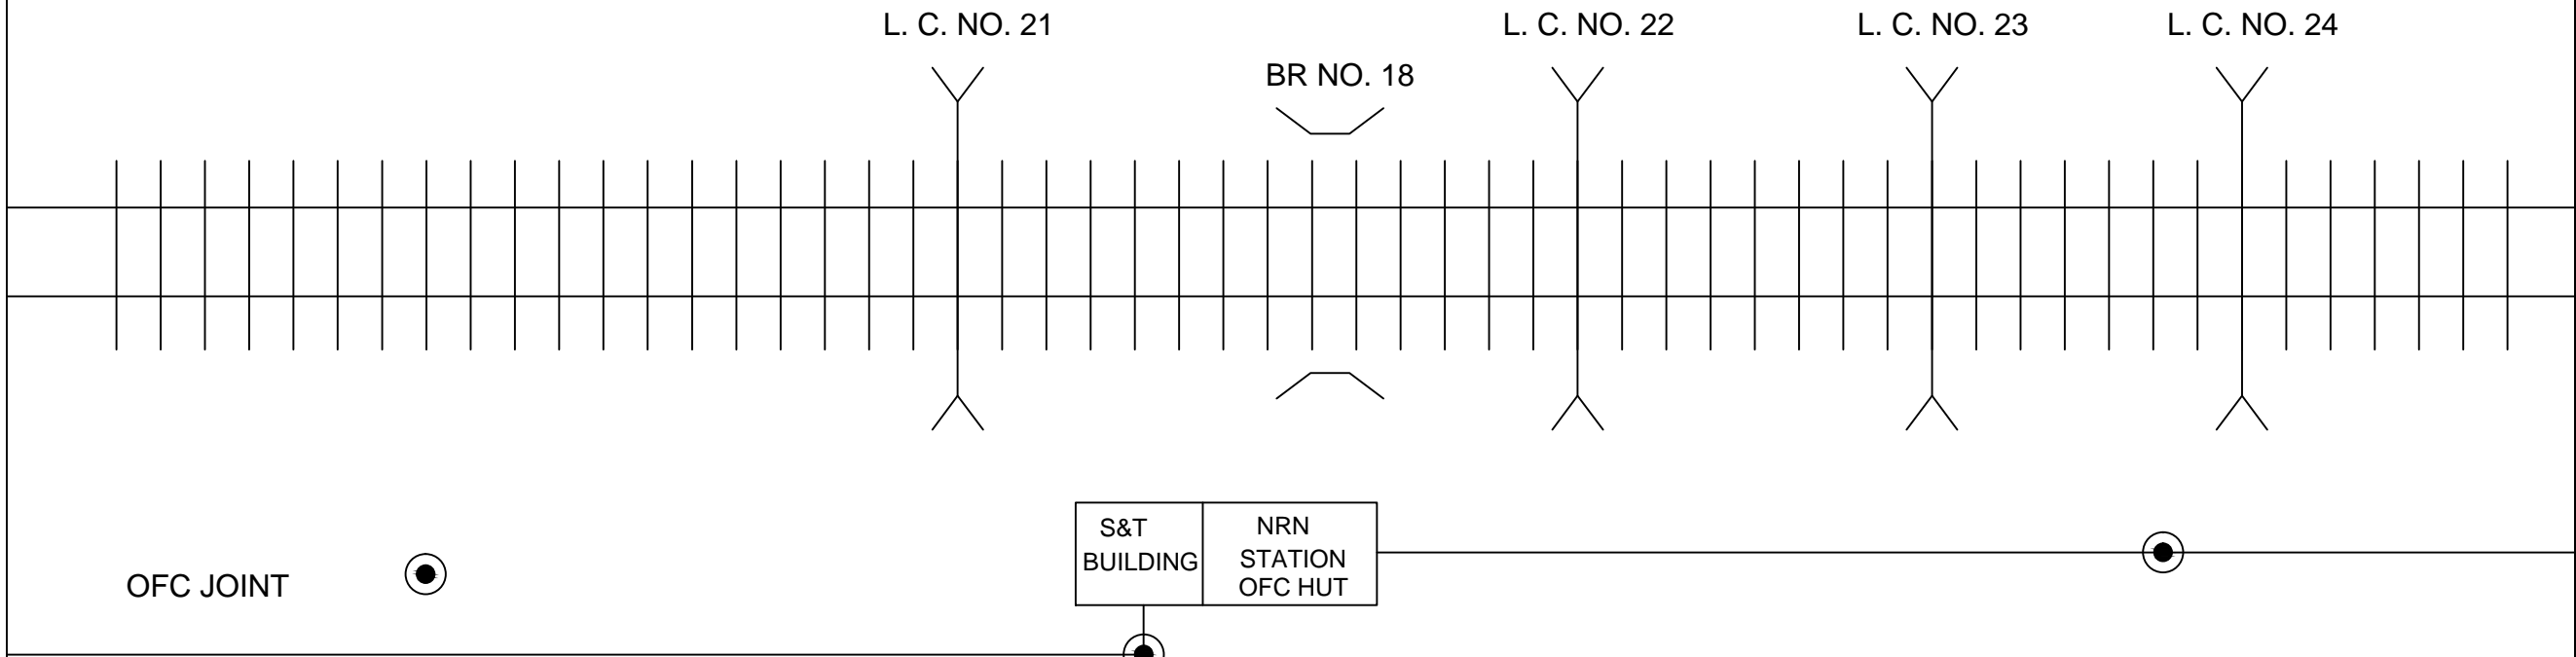 L. C. NO. 21
L. C. NO. 22
L. C. NO. 23
L. C. NO. 24
BR NO. 18
S&T
BUILDING
NRN
STATION
OFC HUT
OFC JOINT